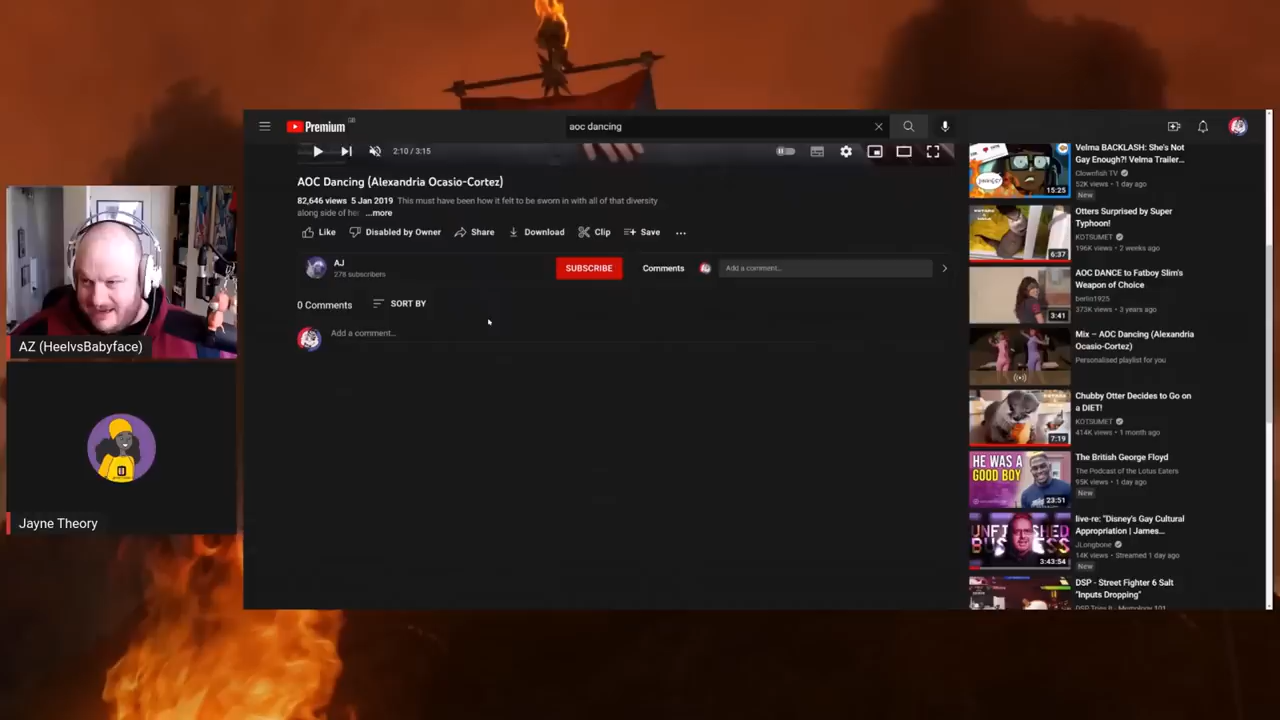 Premium
GB
aoc dancing
2:10 / 3:15
AOC Dancing (Alexandria Ocasio-Cortez)
82,646 views 5 Jan 2019 This must have been how it felt to be sworn in with all of that diversity
along side of her ...more
Like
Disabled by Owner
Share
Download
Clip
Save
AJ
278 subscribers
SUBSCRIBE
Comments
Add a comment...
0 Comments
SORT BY
Add a comment...
Velma BACKLASH: She's Not
Gay Enough?! Velma Trailer...
Clownfish TV
52K views • 1 day ago
New
15:25
Otters Surprised by Super
Typhoon!
KOTSUMET
196K views • 2 weeks ago
6:37
AOC DANCE to Fatboy Slim's
Weapon of Choice
berlin1925
373K views • 3 years ago
3:41
Mix – AOC Dancing (Alexandria
Ocasio-Cortez)
Personalised playlist for you
Chubby Otter Decides to Go on
a DIET!
KOTSUMET
414K views • 1 month ago
7:19
HE WAS A
GOOD BOY
23:51
The British George Floyd
The Podcast of the Lotus Eaters
95K views • 1 day ago
New
UNFINISHED
BUSINESS
3:43:54
live-re: "Disney's Gay Cultural
Appropriation | James...
JLongbone
14K views • Streamed 1 day ago
New
DSP - Street Fighter 6 Salt
"Inputs Dropping"
AZ (HeelvsBabyface)
Jayne Theory